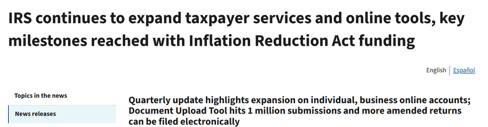 IRS continues to expand taxpayer services and online tools, key
milestones reached with Inflation Reduction Act funding
English | Español
Topics in the news
News releases
Quarterly update highlights expansion on individual, business online accounts;
Document Upload Tool hits 1 million submissions and more amended returns
can be filed electronically